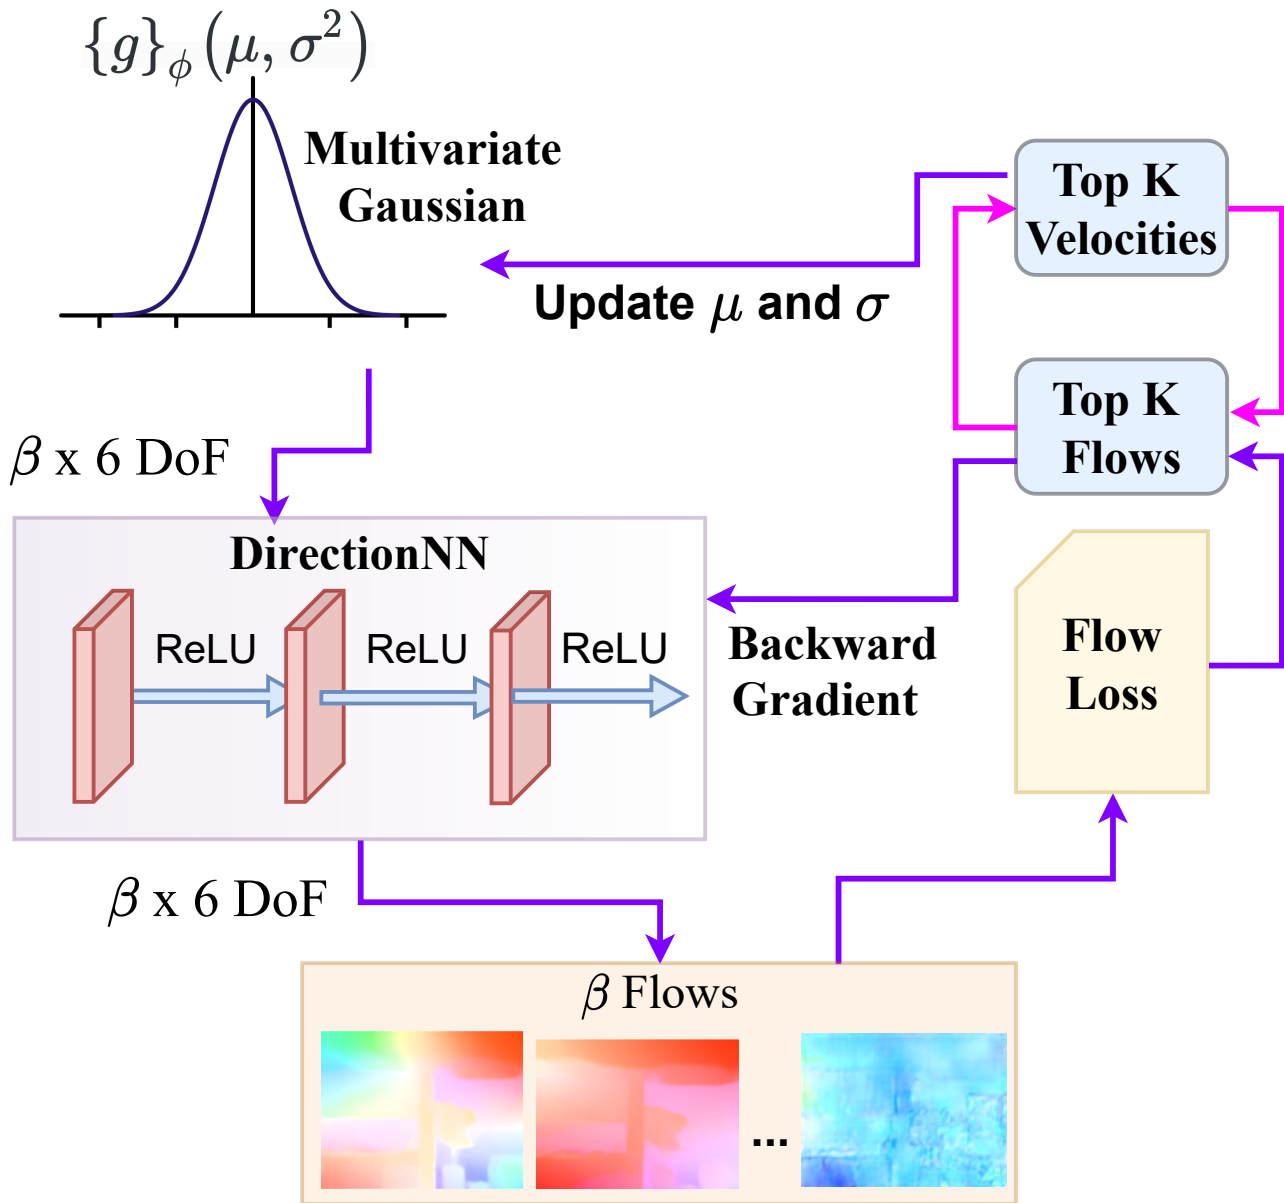 {g}ϕ(μ, σ²)
Multivariate
Gaussian
Top K
Velocities
Update μ and σ
Top K
Flows
β x 6 DoF
DirectionNN
ReLU
ReLU
ReLU
Backward
Gradient
Flow
Loss
β x 6 DoF
β Flows
...